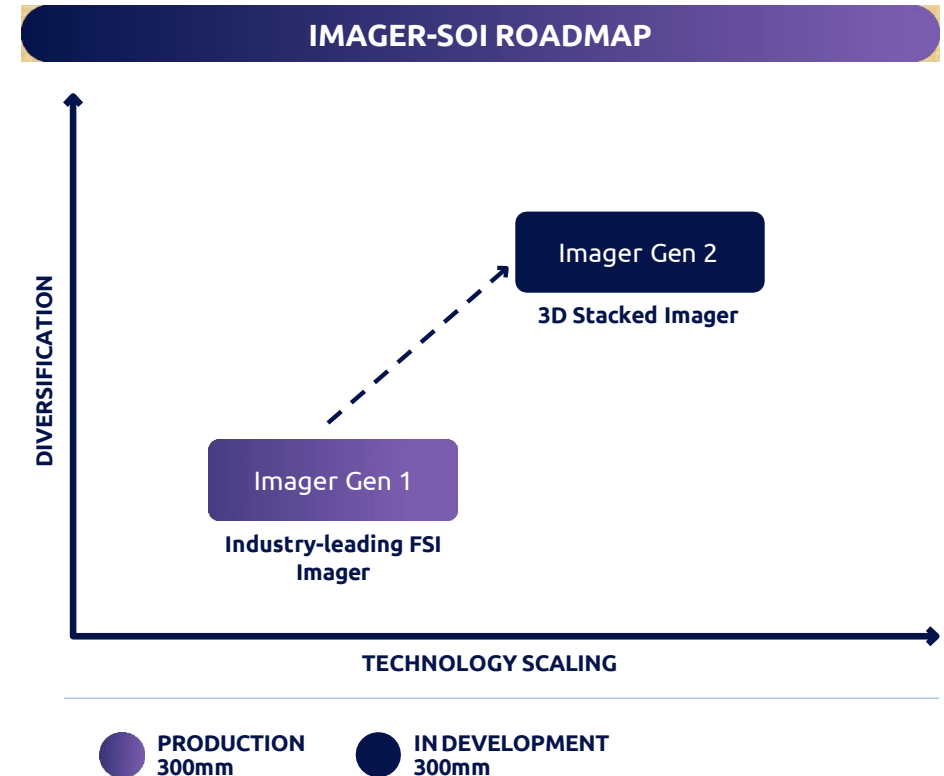 IMAGER-SOI ROADMAP
DIVERSIFICATION
Imager Gen 2
3D Stacked Imager
Imager Gen 1
Industry-leading FSI
Imager
TECHNOLOGY SCALING
PRODUCTION
300mm
IN DEVELOPMENT
300mm